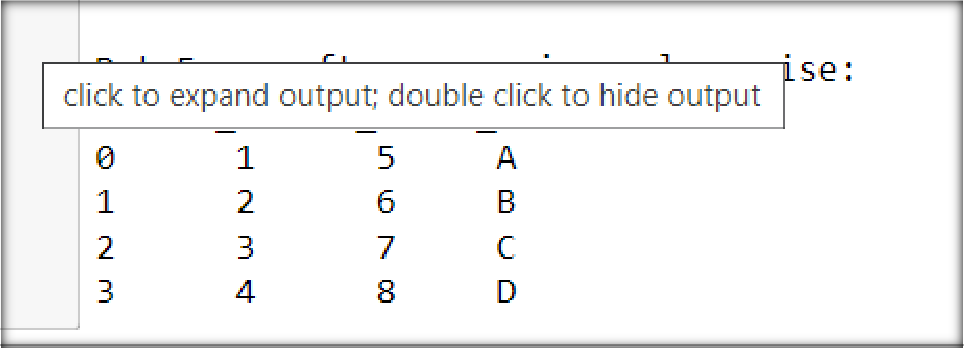 ise:
click to expand output; double click to hide output
0 1 5 A
1 2 6 B
2 3 7 C
3 4 8 D